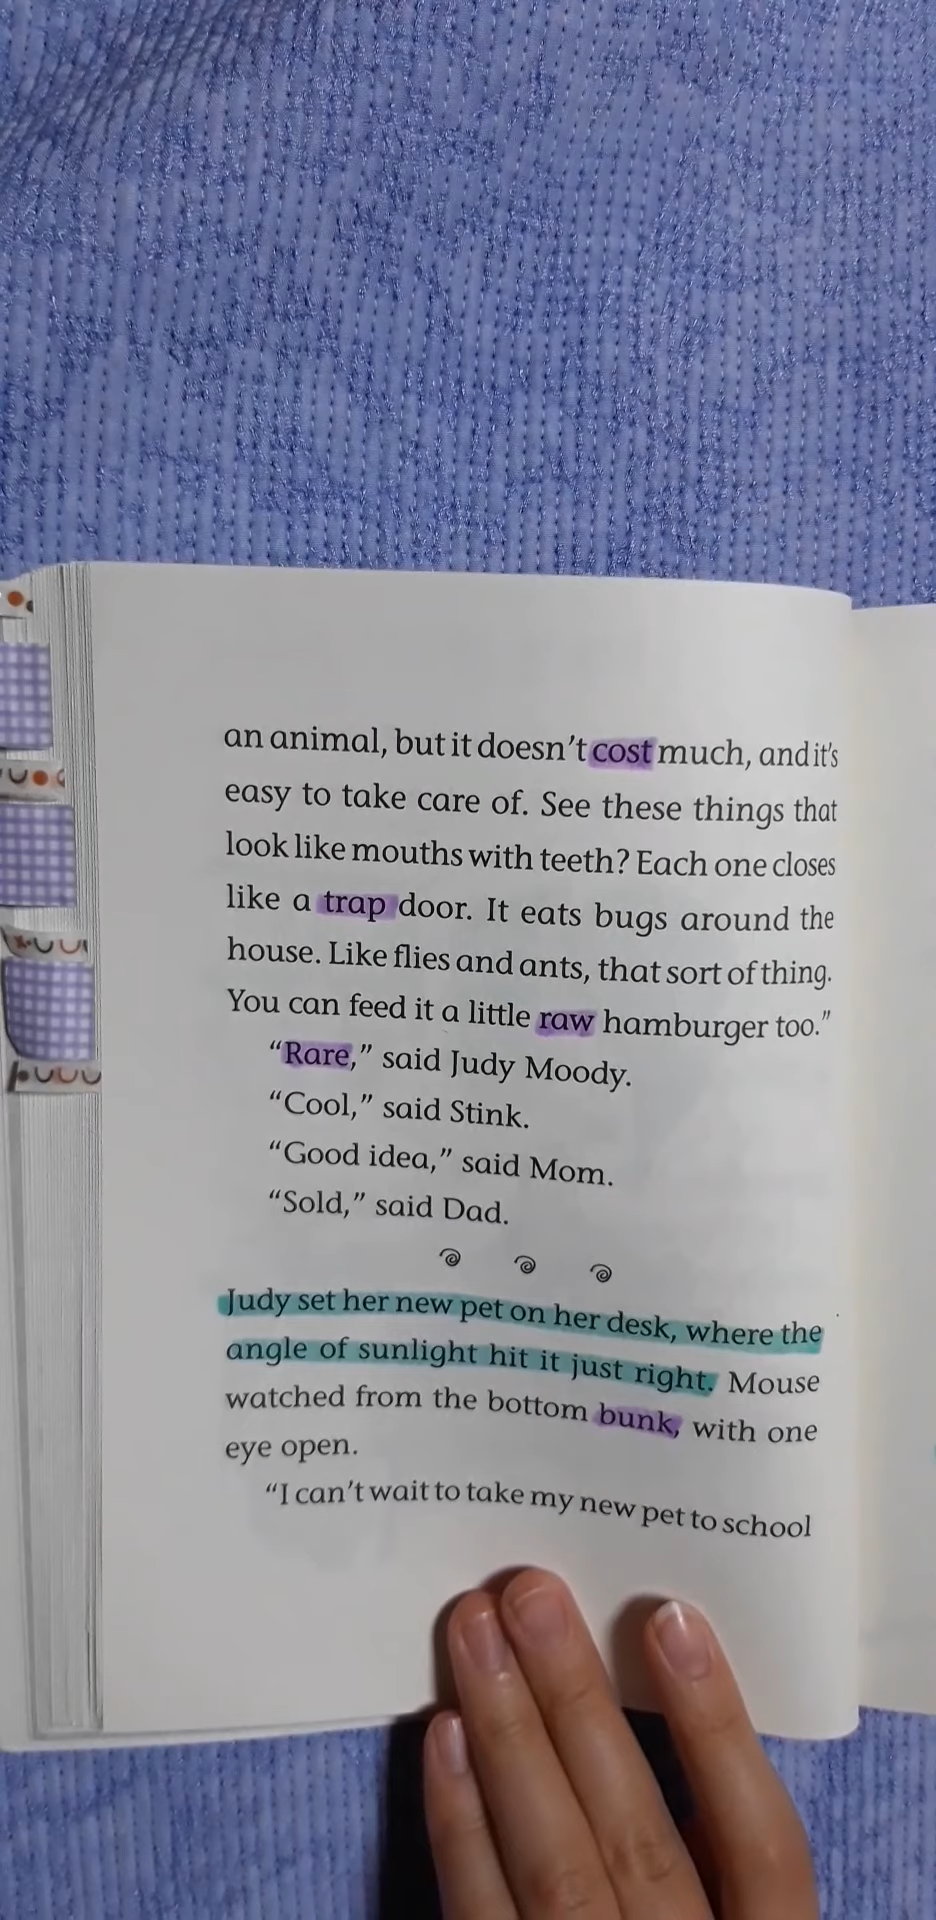 an animal, but it doesn't cost much, and it's
easy to take care of. See these things that
look like mouths with teeth? Each one closes
like a trap door. It eats bugs around the
house. Like flies and ants, that sort of thing.
You can feed it a little raw hamburger too."
"Rare," said Judy Moody.
"Cool," said Stink.
"Good idea," said Mom.
"Sold," said Dad.
Judy set her new pet on her desk, where the
angle of sunlight hit it just right. Mouse
watched from the bottom bunk, with one
eye open.
"I can't wait to take my new pet to school